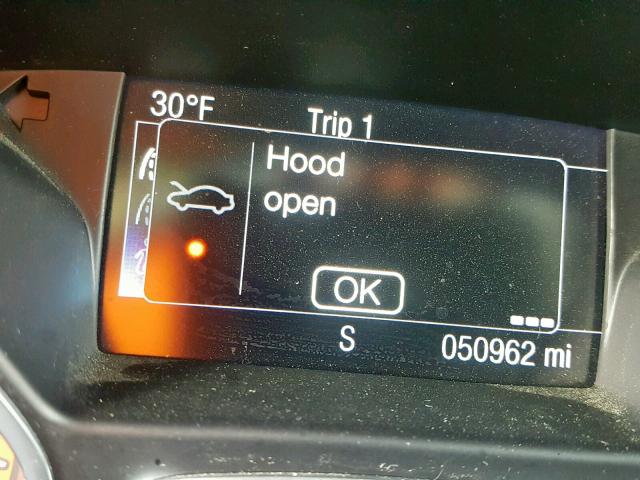 30°F
Trip 1
Hood
open
OK
S
050962 mi